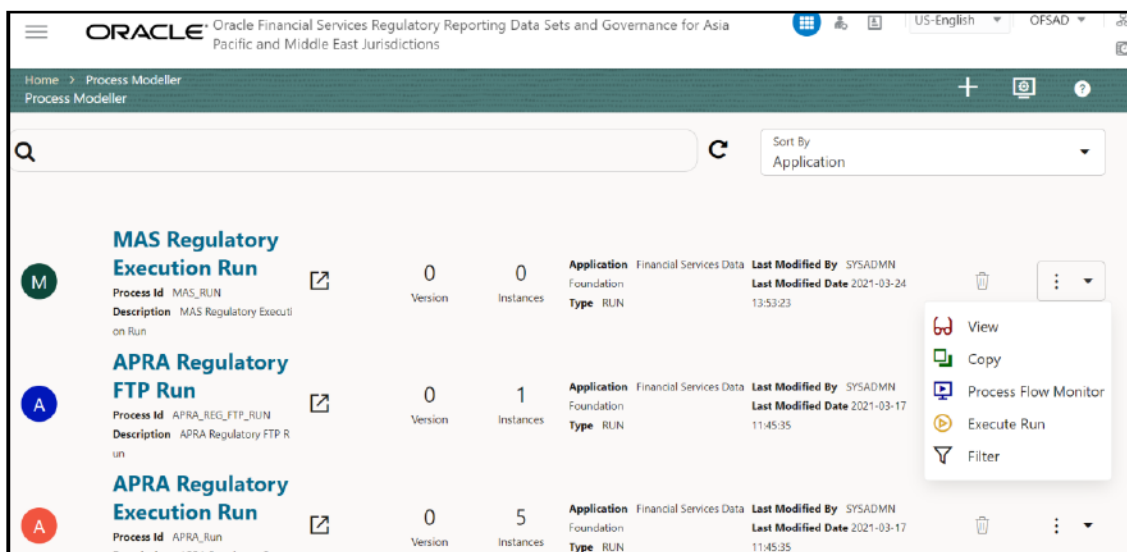 ORACLE Oracle Financial Services Regulatory Reporting Data Sets and Governance for Asia
Pacific and Middle East Jurisdictions
US-English
OFSAD
Home > Process Modeller
Process Modeller
Sort By
Application
MAS Regulatory
Execution Run
Process Id MAS_RUN
Description MAS Regulatory Executi
on Run
M
0
Version
0
Instances
Application Financial Services Data
Foundation
Type RUN
Last Modified By SYSADMN
Last Modified Date 2021-03-24
13:53:23
View
Copy
Process Flow Monitor
Execute Run
Filter
APRA Regulatory
FTP Run
Process Id APRA_REG_FTP_RUN
Description APRA Regulatory FTP R
un
A
0
Version
1
Instances
Application Financial Services Data
Foundation
Type RUN
Last Modified By SYSADMN
Last Modified Date 2021-03-17
11:45:35
APRA Regulatory
Execution Run
Process Id APRA_Run
A
0
Version
5
Instances
Application Financial Services Data
Foundation
Type RUN
Last Modified By SYSADMN
Last Modified Date 2021-03-17
11:45:35